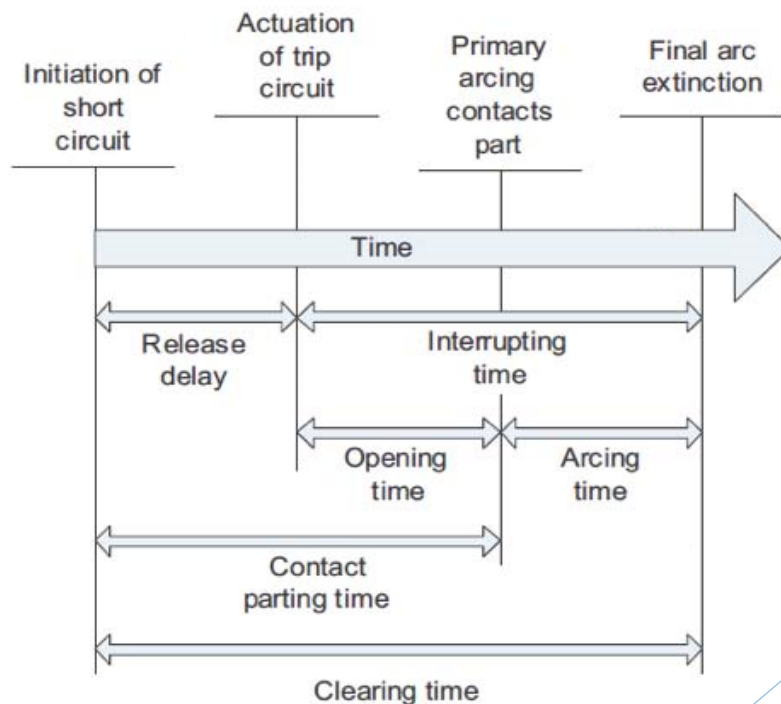 Initiation of
short
circuit
Actuation
of trip
circuit
Primary
arcing
contacts
part
Final arc
extinction
Time
Release
delay
Interrupting
time
Opening
time
Arcing
time
Contact
parting time
Clearing time